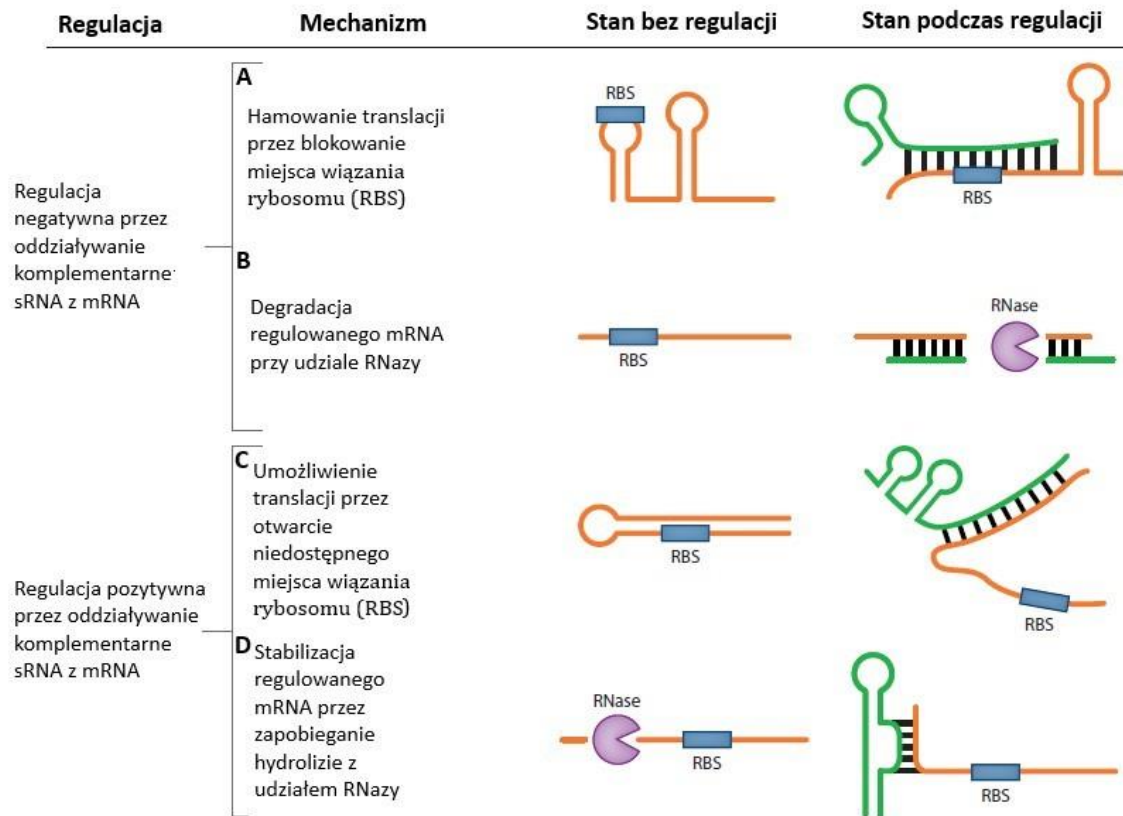 Regulacja
Mechanizm
Stan bez regulacji
Stan podczas regulacji
Regulacja
negatywna przez
oddziaływanie
komplementarne
sRNA z mRNA
A
Hamowanie translacji
przez blokowanie
miejsca wiązania
rybosomu (RBS)
RBS
RBS
B
Degradacja
regulowanego mRNA
przy udziale RNazy
RBS
RNase
Regulacja pozytywna
przez oddziaływanie
komplementarne
sRNA z mRNA
C
Umożliwienie
translacji przez
otwarcie
niedostępnego
miejsca wiązania
rybosomu (RBS)
RBS
RBS
D
Stabilizacja
regulowanego
mRNA przez
zapobieganie
hydrolizie z
udziałem RNazy
RNase
RBS
RBS